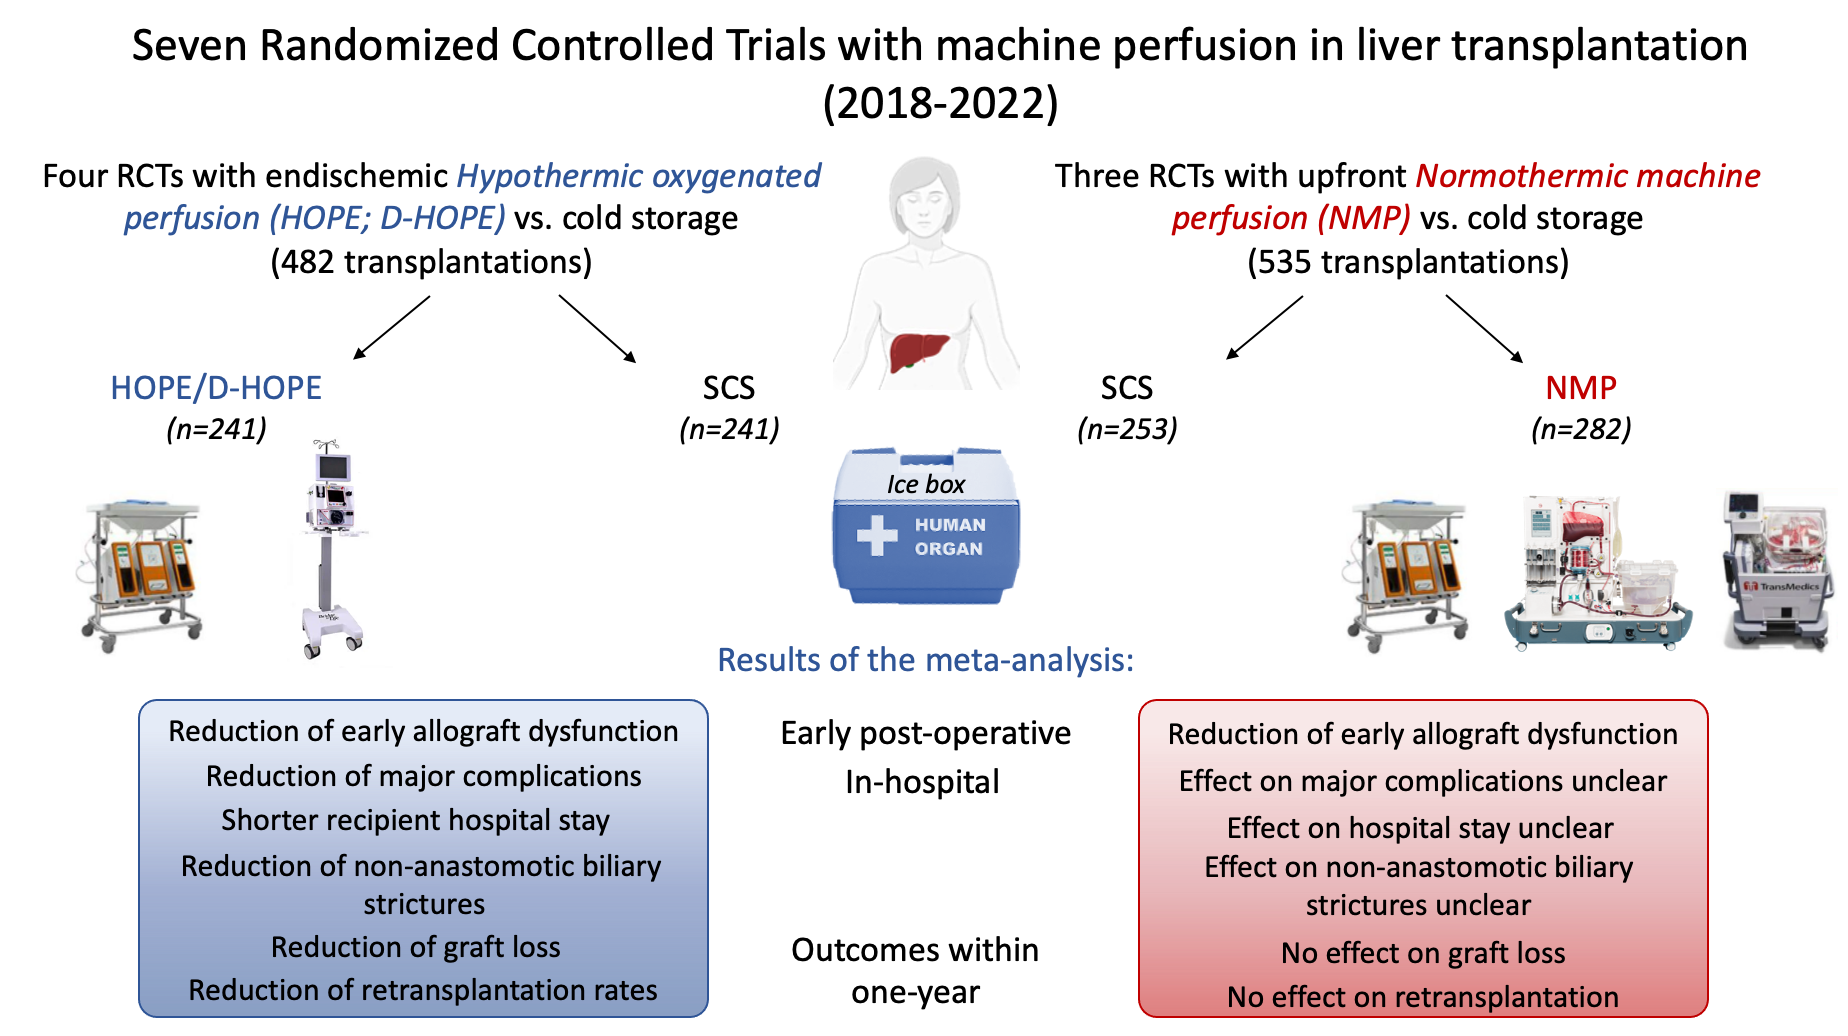 Seven Randomized Controlled Trials with machine perfusion in liver transplantation
(2018-2022)
Four RCTs with endischemic Hypothermic oxygenated
perfusion (HOPE; D-HOPE) vs. cold storage
(482 transplantations)
Three RCTs with upfront Normothermic machine
perfusion (NMP) vs. cold storage
(535 transplantations)
HOPE/D-HOPE
(n=241)
SCS
(n=241)
SCS
(n=253)
NMP
(n=282)
Ice box
HUMAN
ORGAN
TransMedics
Results of the meta-analysis:
Reduction of early allograft dysfunction
Reduction of major complications
Shorter recipient hospital stay
Reduction of non-anastomotic biliary
strictures
Reduction of graft loss
Reduction of retransplantation rates
Early post-operative
In-hospital
Outcomes within
one-year
Reduction of early allograft dysfunction
Effect on major complications unclear
Effect on hospital stay unclear
Effect on non-anastomotic biliary
strictures unclear
No effect on graft loss
No effect on retransplantation